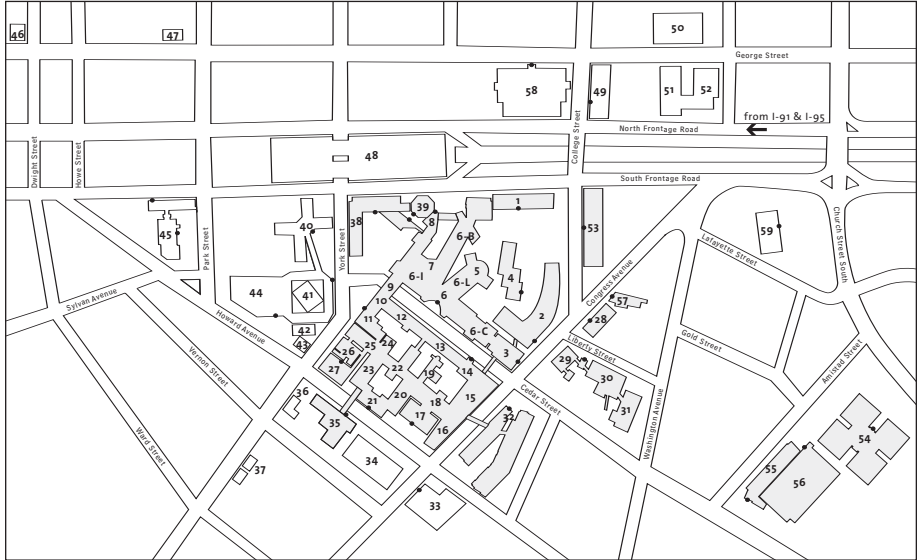 46
47
50
George Street
58
49
51
52
from I-91 & I-95
North Frontage Road
College Street
48
South Frontage Road
Dwight Street
Howe Street
Church Street South
45
Park Street
40
York Street
38
39
8
1
6-B
53
59
Lafayette Street
7
6-I
5
6-L
4
6
9
10
2
Congress Avenue
57
28
44
41
Sylvan Avenue
Howard Avenue
42
43
11
12
6-C
3
Liberty Street
Gold Street
Vernon Street
25
24
26
27
13
14
23
22
19
29
30
31
Amistad Street
21
20
18
15
17
16
Cedar Street
32
Washington Avenue
36
35
34
37
33
Ward Street
54
55
56